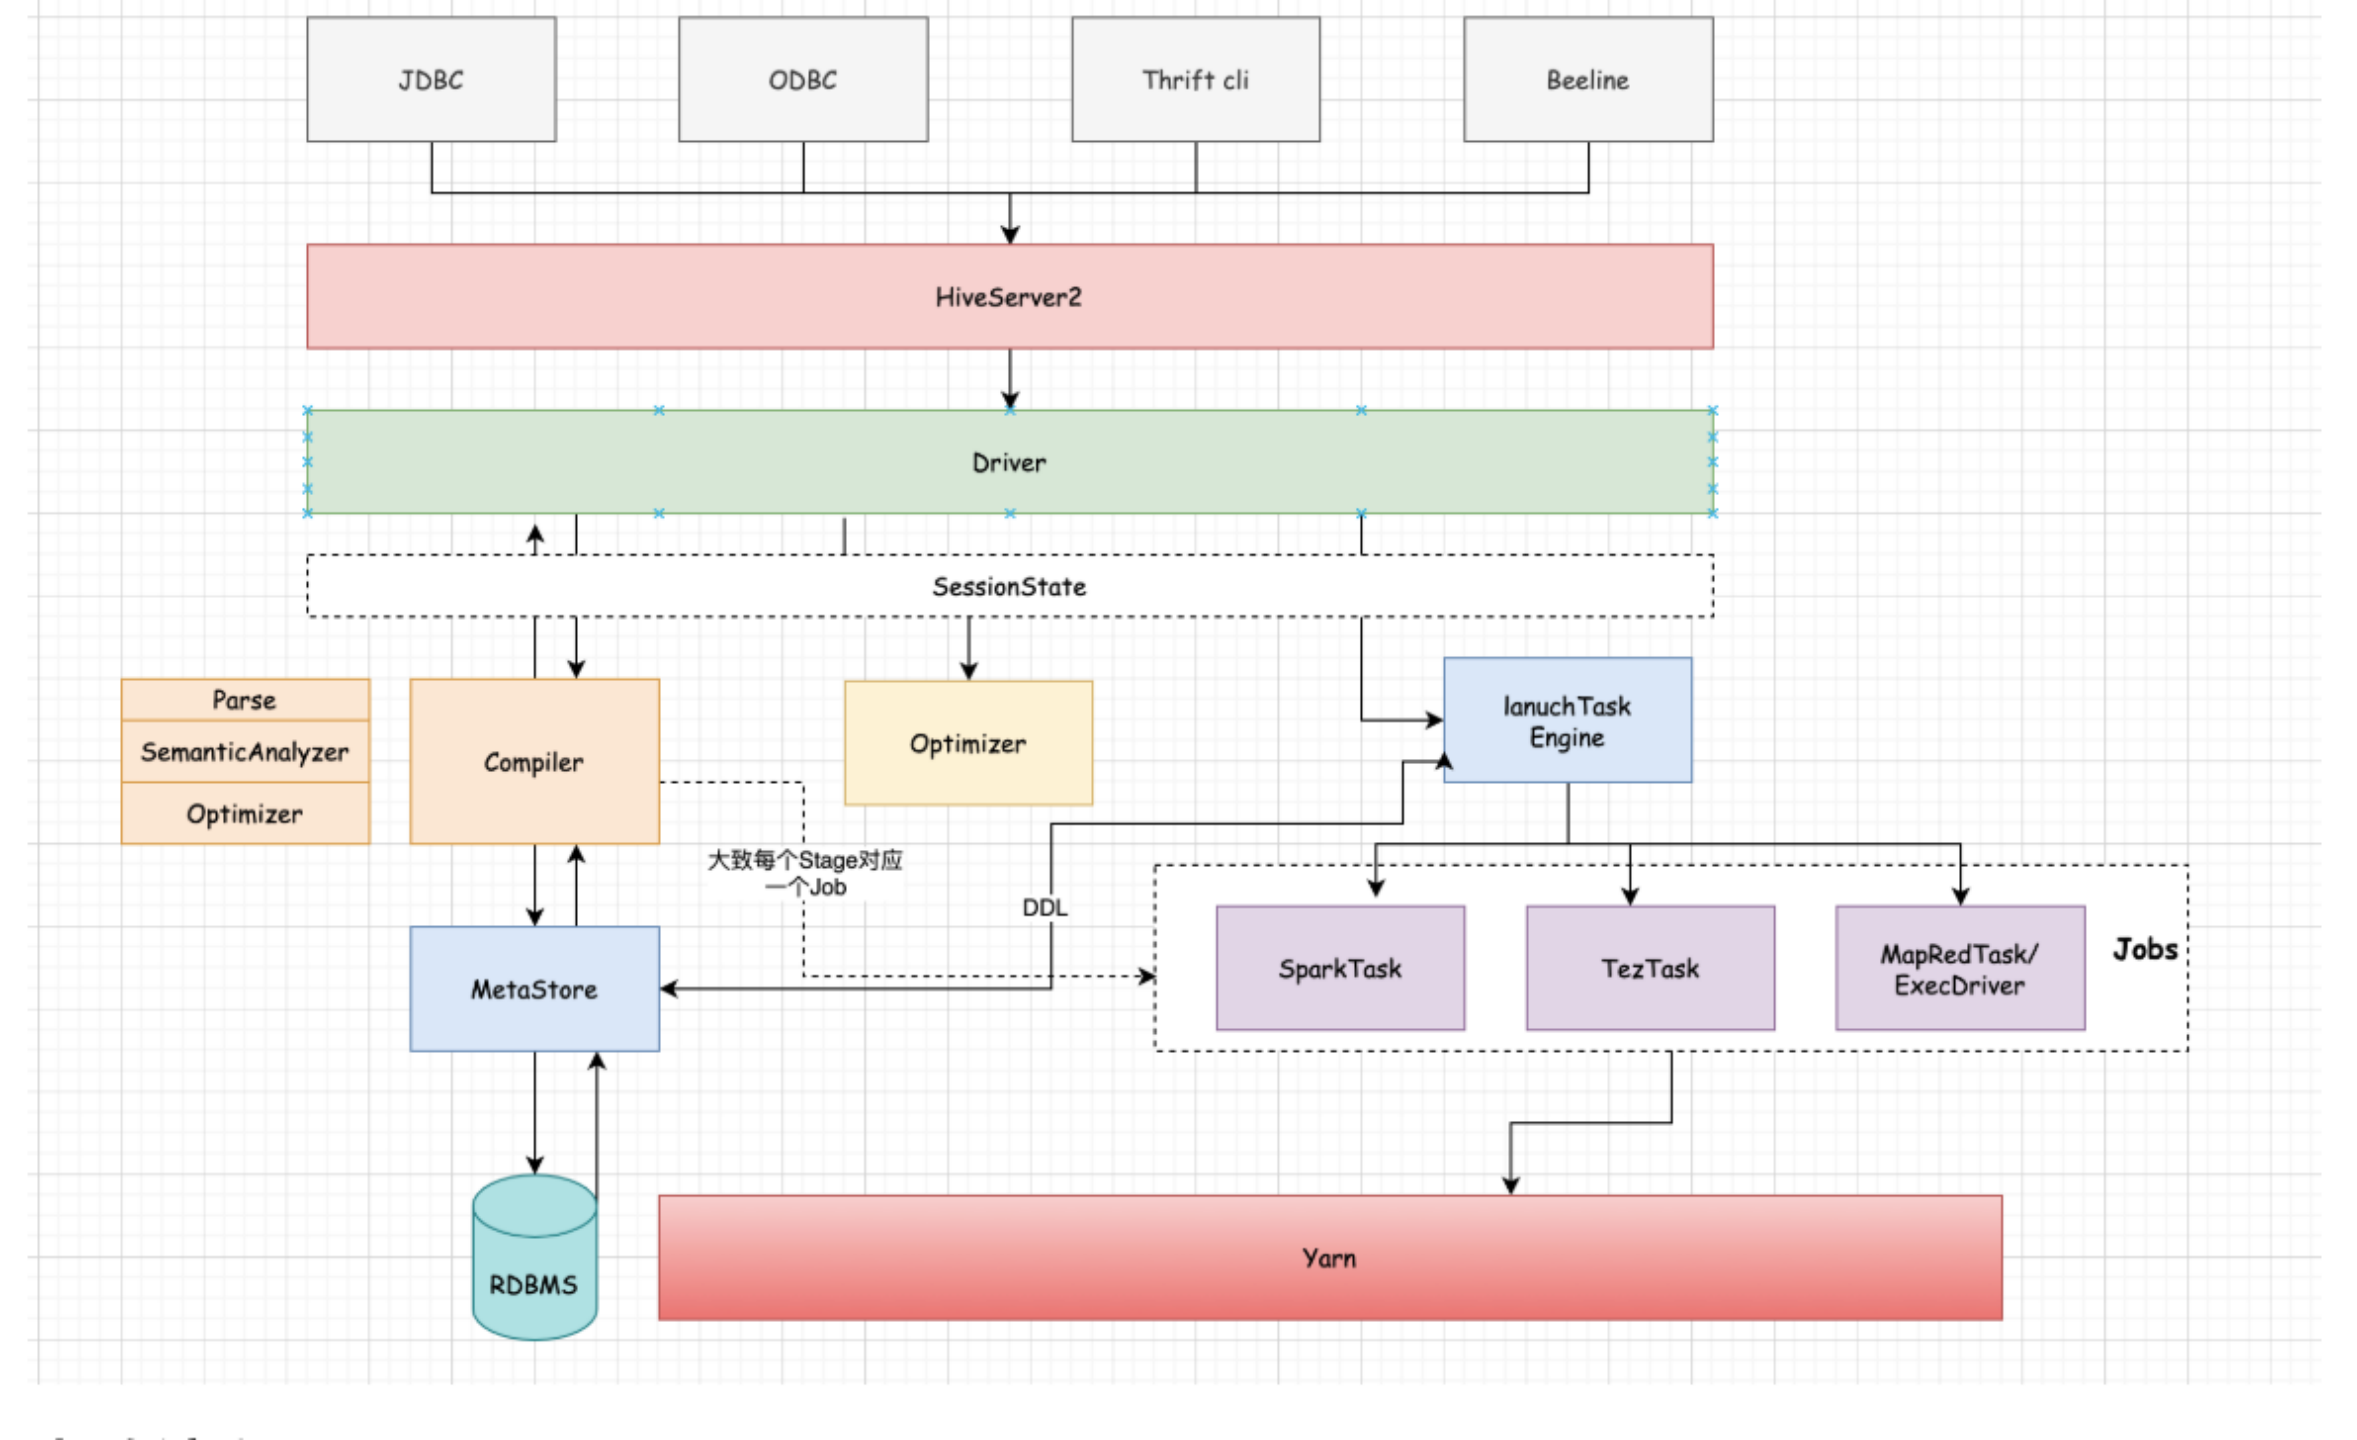 JDBC
ODBC
Thrift cli
Beeline
HiveServer2
Driver
SessionState
Parse
SemanticAnalyzer
Optimizer
Compiler
Optimizer
lanuchTask
Engine
大致每个Stage对应
一个Job
DDL
MetaStore
SparkTask
TezTask
MapRedTask/
ExecDriver
Jobs
RDBMS
Yarn